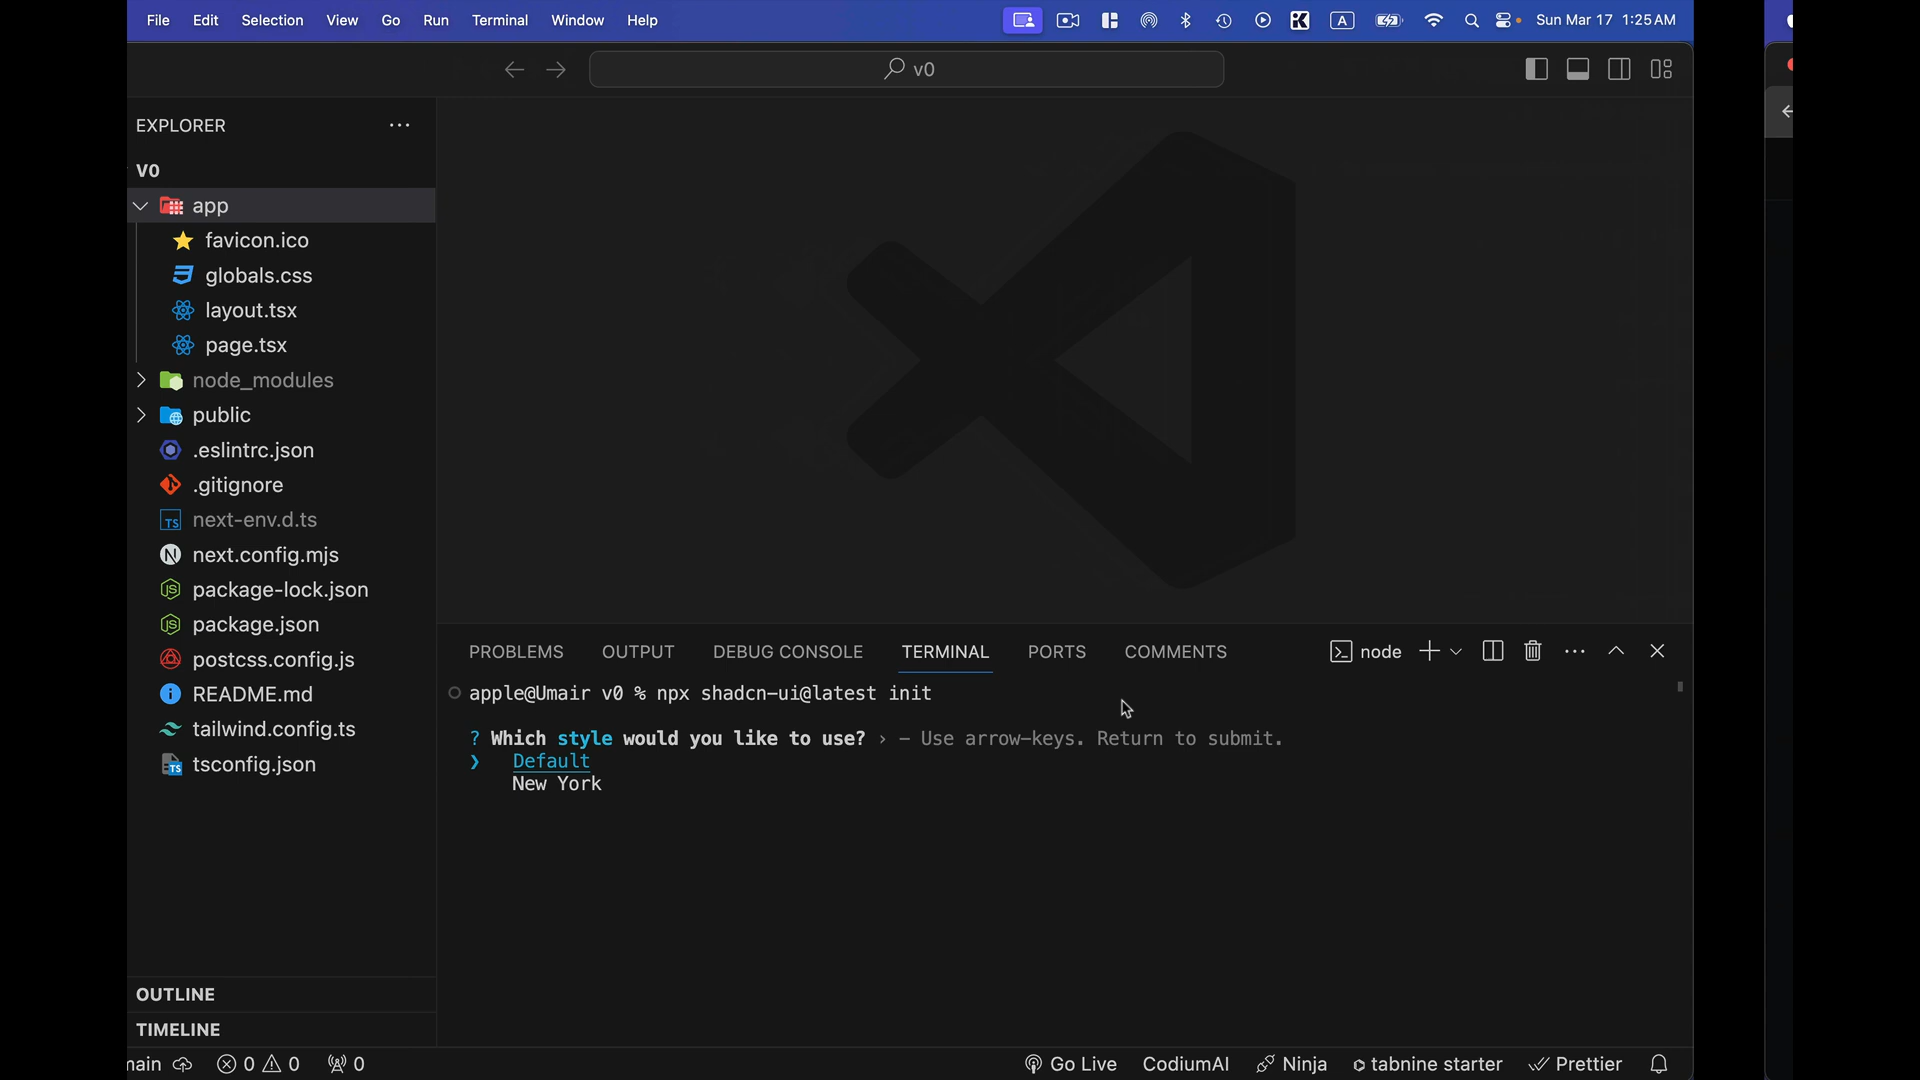 File Edit Selection View Go Run Terminal Window Help A Sun Mar 17 1:25 AM
v0
EXPLORER
V0
app
favicon.ico
globals.css
layout.tsx
page.tsx
node_modules
public
.eslintrc.json
.gitignore
next-env.d.ts
next.config.mjs
package-lock.json
package.json
postcss.config.js
README.md
tailwind.config.ts
tsconfig.json
OUTLINE
TIMELINE
PROBLEMS OUTPUT DEBUG CONSOLE TERMINAL PORTS COMMENTS node
apple@Umair v0 % npx shadcn-ui@latest init
? Which style would you like to use? › - Use arrow-keys. Return to submit.
❯ Default
New York
main 0 0 0 Go Live CodiumAI Ninja tabnine starter Prettier